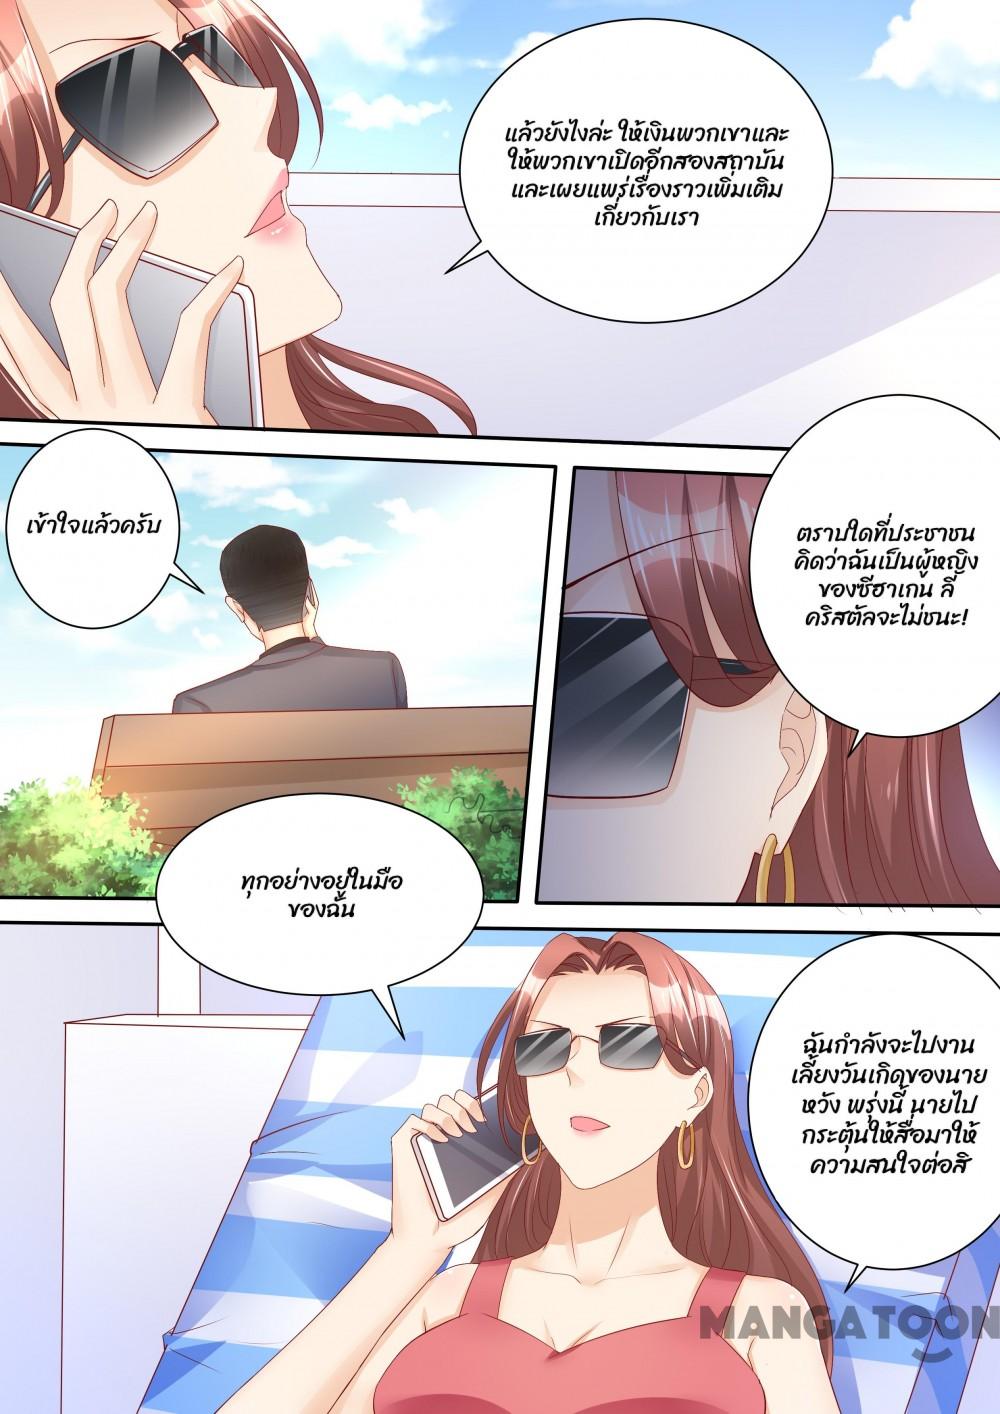 แล้วยังไงล่ะ ให้เงินพวกเขาและ
ให้พวกเขาเปิดอีกสองสถาบัน
และเผยแพร่เรื่องราวเพิ่มเติม
เกี่ยวกับเรา
เข้าใจแล้วครับ
ตราบใดที่ประชาชน
คิดว่าฉันเป็นผู้หญิง
ของซีฮาเกน ลี่
คริสตัลจะไม่ชนะ!
ทุกอย่างอยู่ในมือ
ของฉัน
ฉันกำลังจะไปงาน
เลี้ยงวันเกิดของนาย
หวัง พรุ่งนี้ นายไป
กระตุ้นให้สื่อมาให้
ความสนใจต่อสิ
MANGATOON